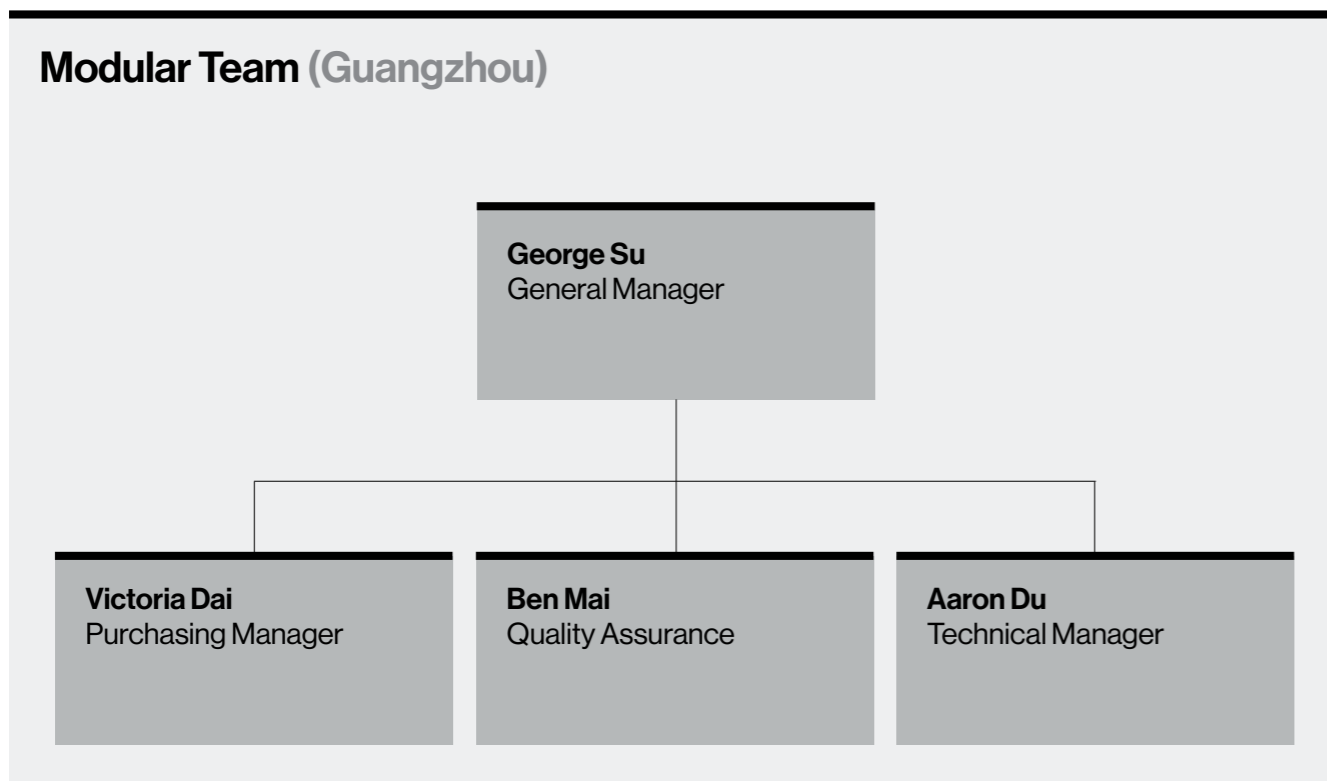 Modular Team (Guangzhou)
George Su
General Manager
Victoria Dai
Purchasing Manager
Ben Mai
Quality Assurance
Aaron Du
Technical Manager